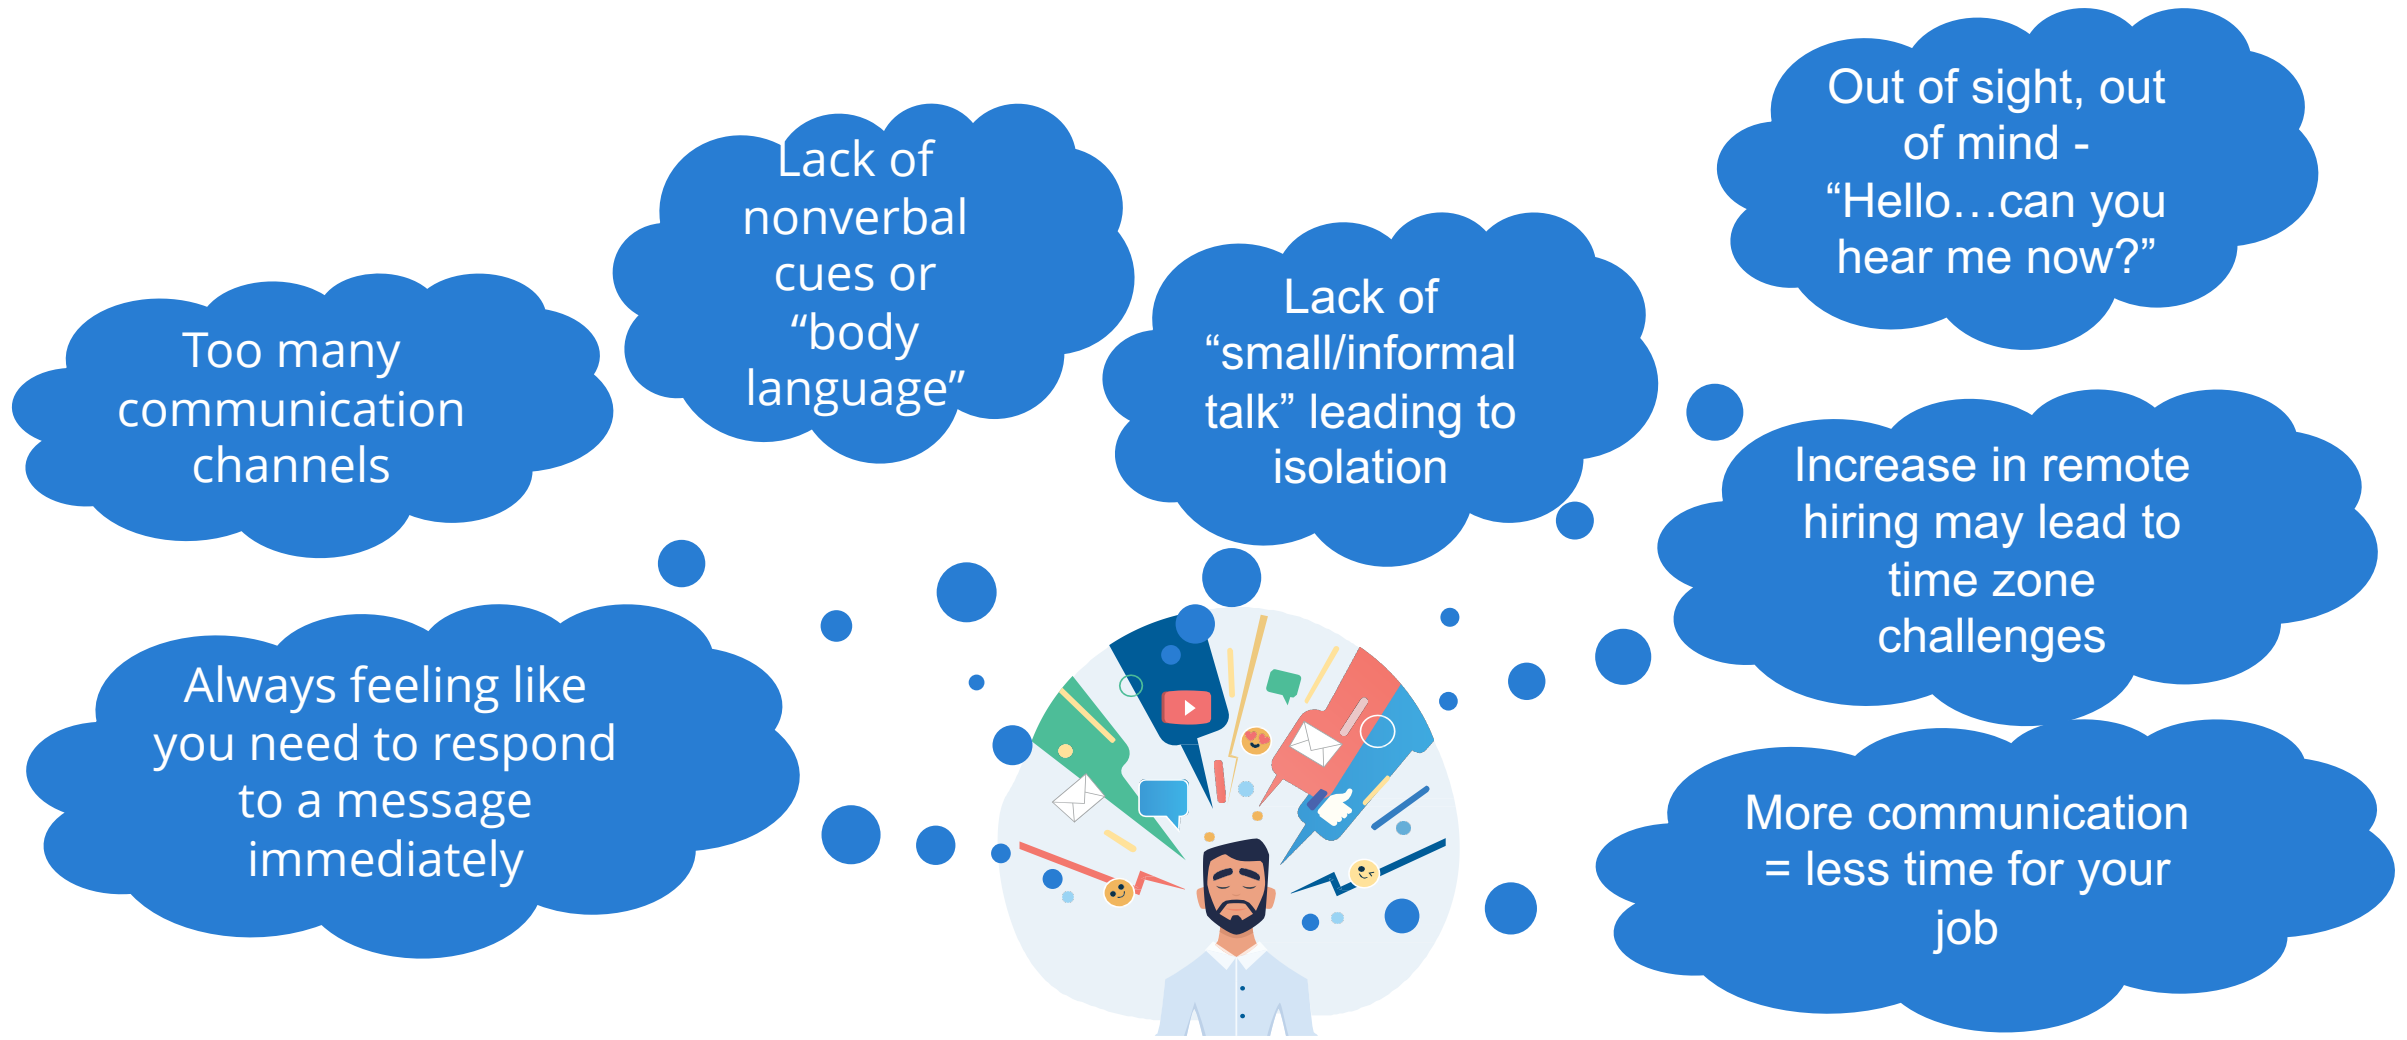 Too many
communication
channels
Lack of
nonverbal
cues or
“body
language”
Lack of
“small/informal
talk” leading to
isolation
Out of sight, out
of mind -
“Hello…can you
hear me now?”
Always feeling like
you need to respond
to a message
immediately
Increase in remote
hiring may lead to
time zone
challenges
More communication
= less time for your
job